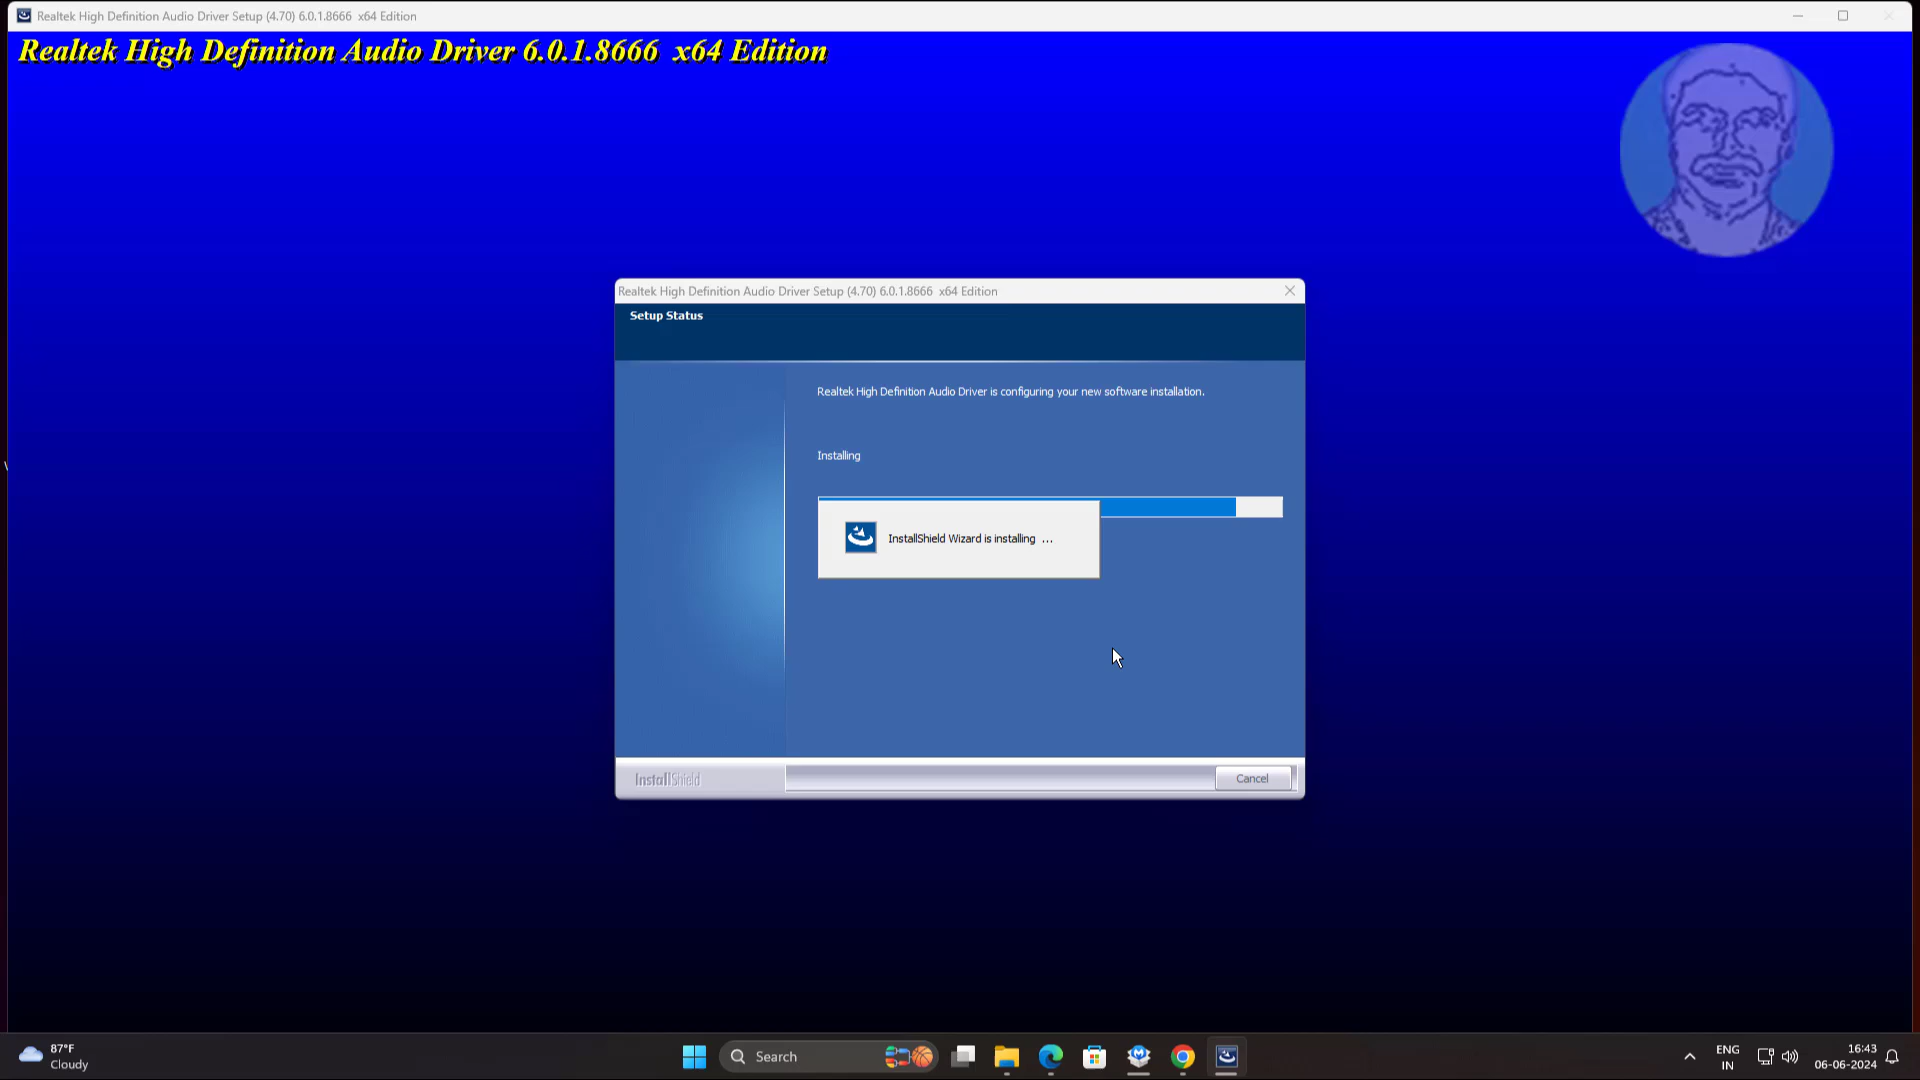 Realtek High Definition Audio Driver Setup (4.70) 6.0.1.8666 x64 Edition
Realtek High Definition Audio Driver 6.0.1.8666 x64 Edition
Realtek High Definition Audio Driver Setup (4.70) 6.0.1.8666 x64 Edition
Setup Status
Realtek High Definition Audio Driver is configuring your new software installation.
Installing
InstallShield Wizard is installing ...
InstallShield
Cancel
87°F
Cloudy
Search
ENG
IN
16:43
06-06-2024